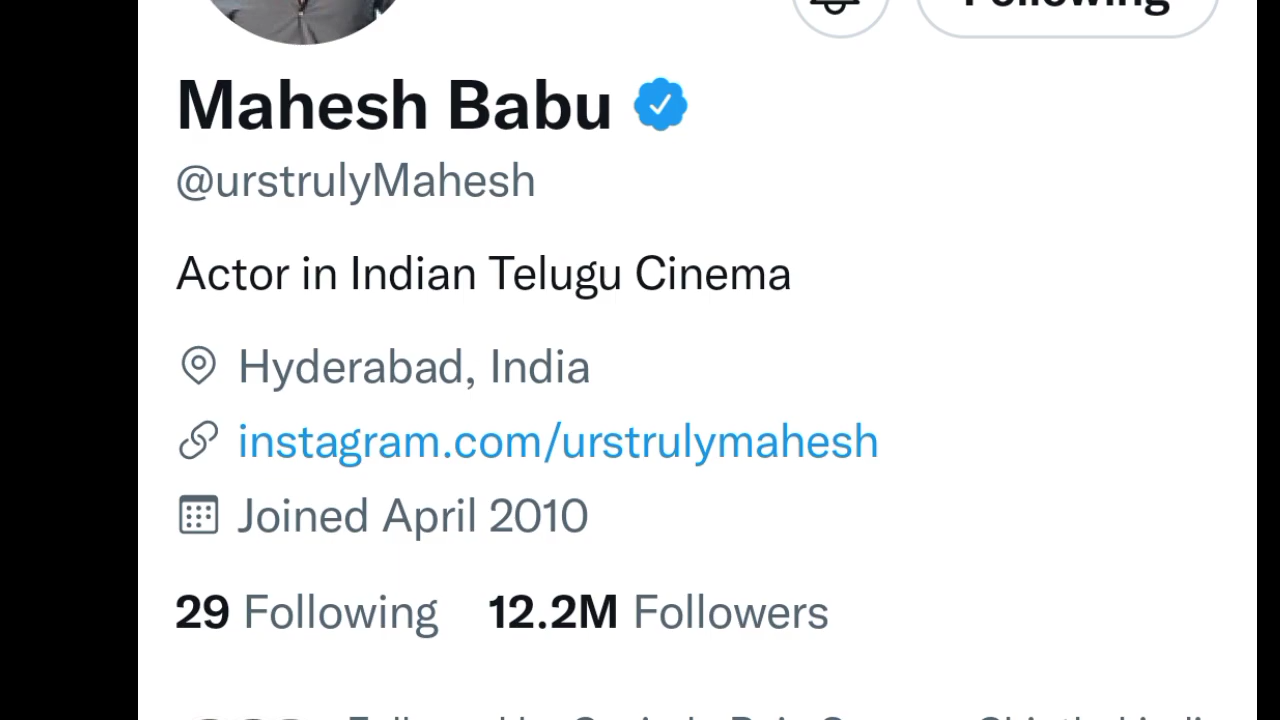 Following
Mahesh Babu
@urstrulyMahesh
Actor in Indian Telugu Cinema
Hyderabad, India
instagram.com/urstrulymahesh
Joined April 2010
29 Following 12.2M Followers